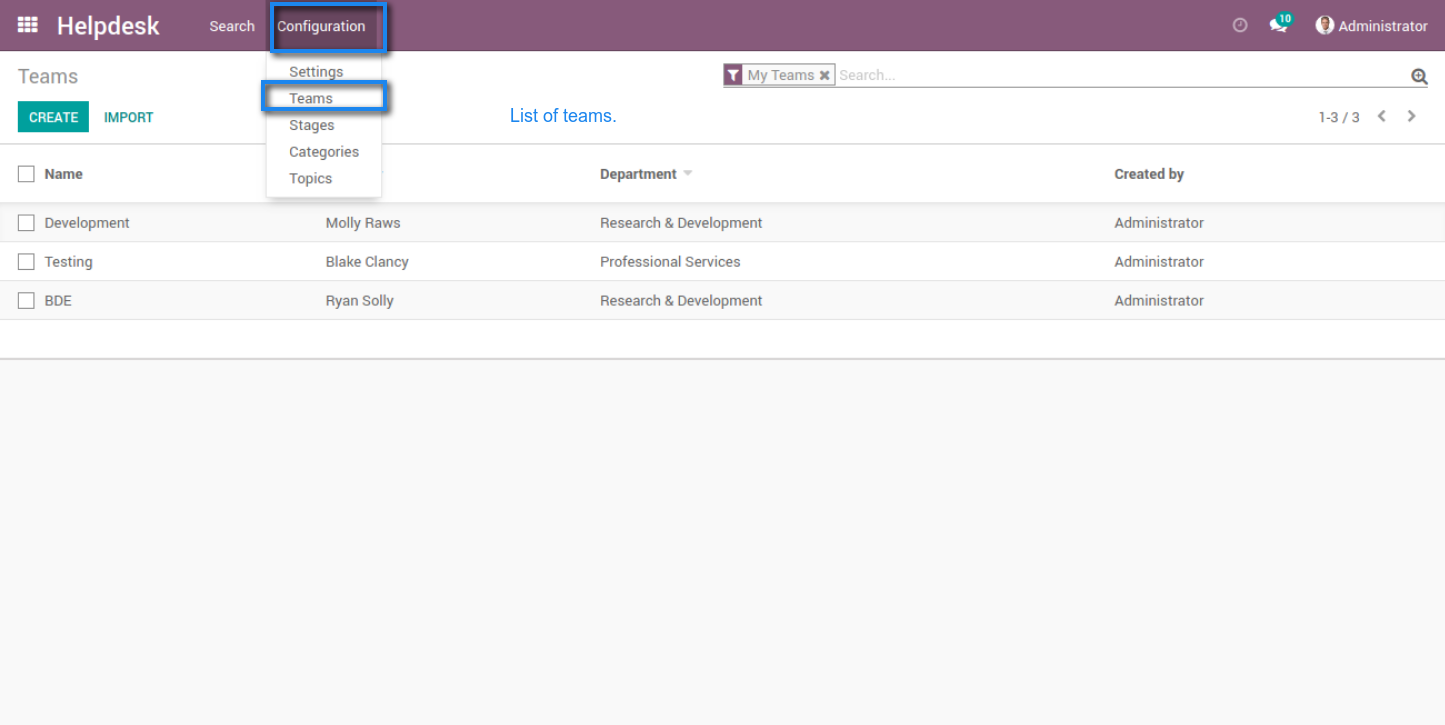 Helpdesk Search Configuration 10 Administrator
Teams
My Teams Search...
Settings
Teams
Stages
Categories
Topics
CREATE IMPORT
List of teams.
1-3 / 3
Name Department Created by
Development Molly Raws Research & Development Administrator
Testing Blake Clancy Professional Services Administrator
BDE Ryan Solly Research & Development Administrator